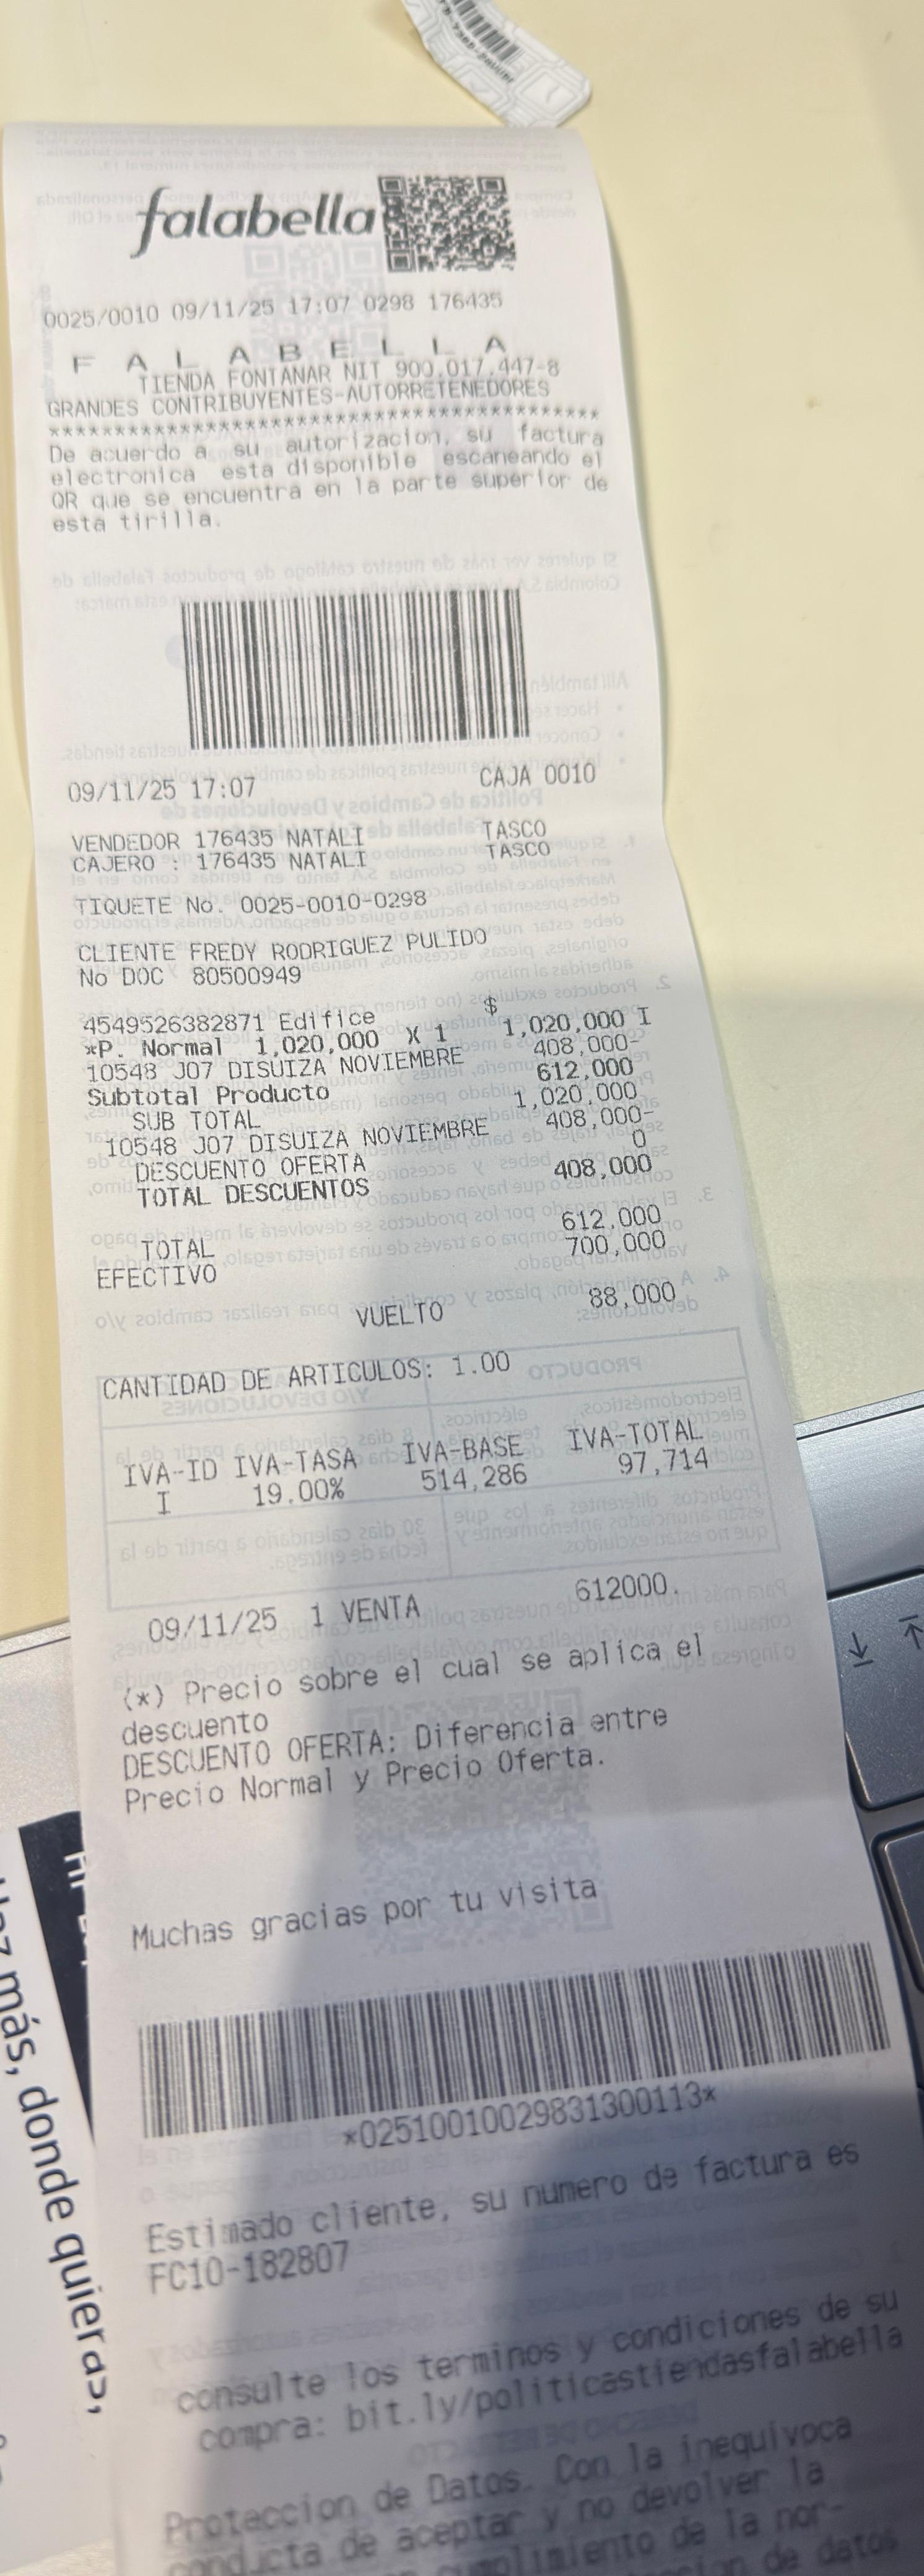 falabella
0025/0010 09/11/25 17:07 0298 176435
F A L A B E L L A
TIENDA FONTANAR NIT 900.017.447-8
GRANDES CONTRIBUYENTES-AUTORRETENEDORES
******************************************
De acuerdo a su autorizacion, su factura
electronica esta disponible escaneando el
QR que se encuentra en la parte superior de
esta tirilla.
09/11/25 17:07 CAJA 0010
VENDEDOR 176435 NATALI TASCO
CAJERO : 176435 NATALI TASCO
TIQUETE No. 0025-0010-0298
CLIENTE FREDY RODRIGUEZ PULIDO
No DOC 80500949
$
4549526382871 Edifice 1,020,000 I
*P. Normal 1,020,000 X 1
10548 J07 DISUIZA NOVIEMBRE 408,000-
Subtotal Producto 612,000
SUB TOTAL 1,020,000
10548 J07 DISUIZA NOVIEMBRE 408,000-
DESCUENTO OFERTA 0
TOTAL DESCUENTOS 408,000
TOTAL 612,000
EFECTIVO 700,000
VUELTO 88,000
CANTIDAD DE ARTICULOS: 1.00
IVA-ID IVA-TASA IVA-BASE IVA-TOTAL
I 19.00% 514,286 97,714
09/11/25 1 VENTA 612000.
(*) Precio sobre el cual se aplica el
descuento
DESCUENTO OFERTA: Diferencia entre
Precio Normal y Precio Oferta.
Muchas gracias por tu visita
*02510010029831300113*
Estimado cliente, su numero de factura es
FC10-182807
consulte los terminos y condiciones de su
compra: bit.ly/politicastiendasfalabella
Proteccion de Datos. Con la inequivoca
conducta de aceptar y no devolver la
cumplimiento de la nor-
de datos
más, donde quieras,